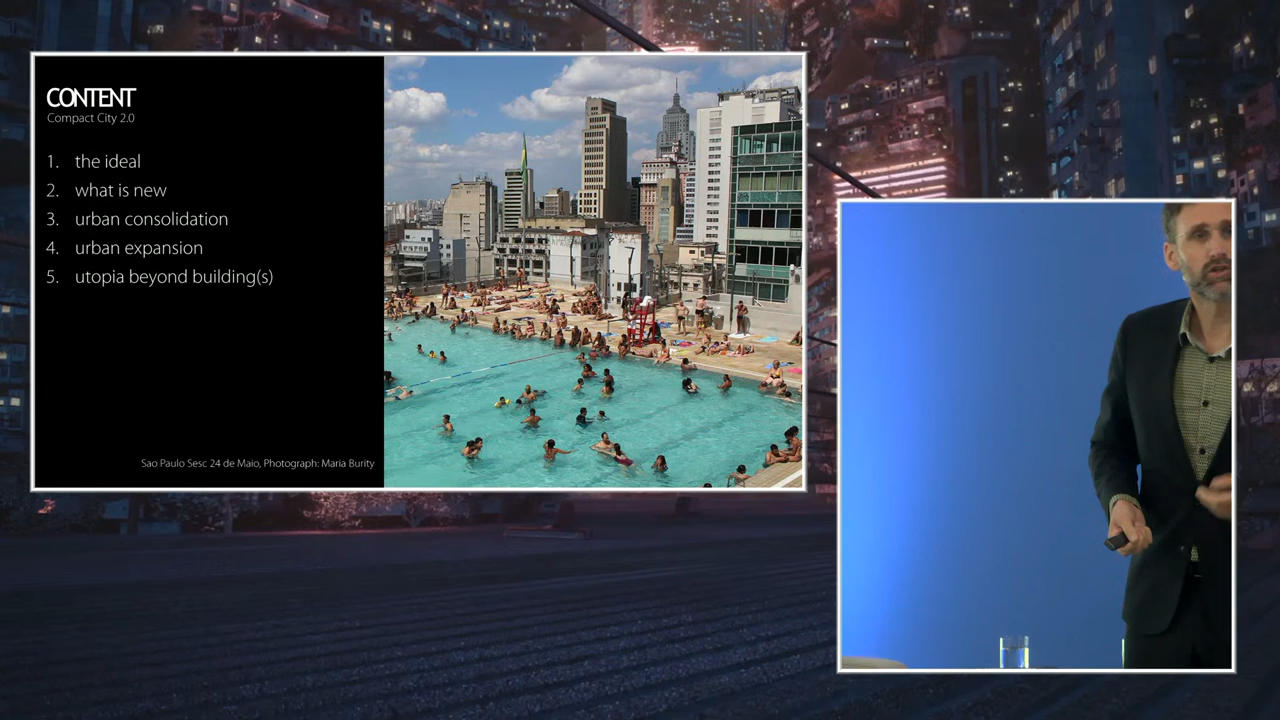 CONTENT
Compact City 2.0
1. the ideal
2. what is new
3. urban consolidation
4. urban expansion
5. utopia beyond building(s)
Sao Paulo Sesc 24 de Maio, Photograph: Maria Burity